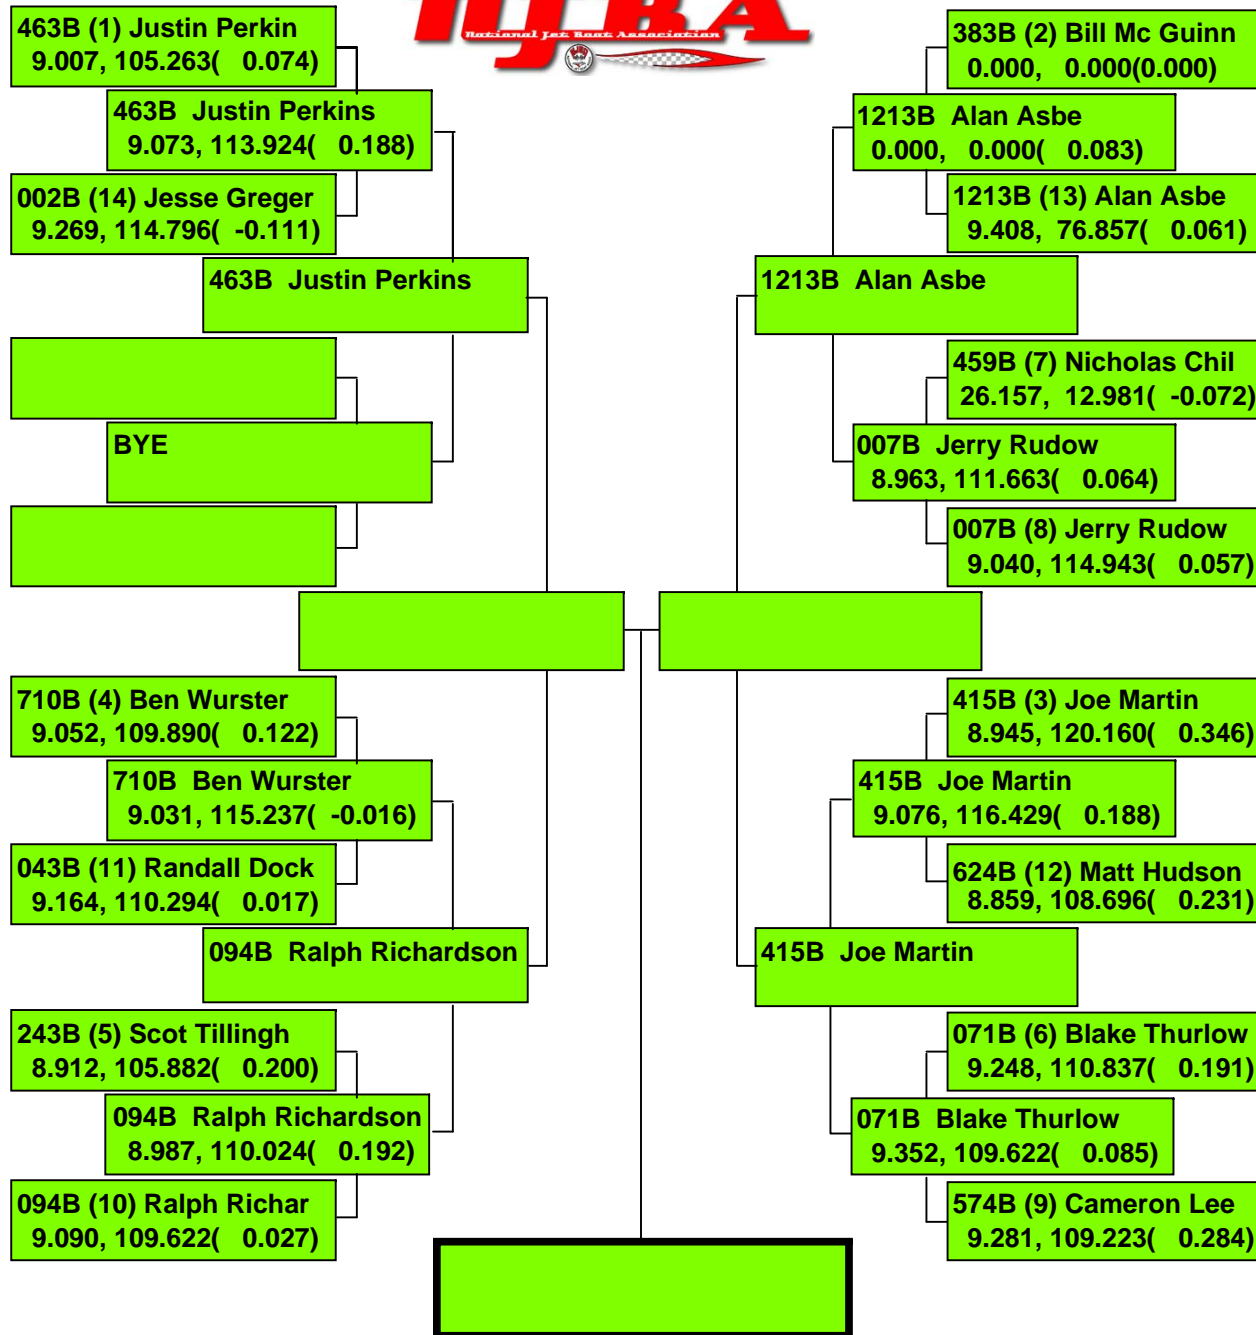 NJBA
National Jet Boat Association
463B (1) Justin Perkin
9.007, 105.263( 0.074)
463B Justin Perkins
9.073, 113.924( 0.188)
002B (14) Jesse Greger
9.269, 114.796( -0.111)
463B Justin Perkins
BYE
710B (4) Ben Wurster
9.052, 109.890( 0.122)
710B Ben Wurster
9.031, 115.237( -0.016)
043B (11) Randall Dock
9.164, 110.294( 0.017)
094B Ralph Richardson
243B (5) Scot Tillingh
8.912, 105.882( 0.200)
094B Ralph Richardson
8.987, 110.024( 0.192)
094B (10) Ralph Richar
9.090, 109.622( 0.027)
383B (2) Bill Mc Guinn
0.000, 0.000(0.000)
1213B Alan Asbe
0.000, 0.000( 0.083)
1213B (13) Alan Asbe
9.408, 76.857( 0.061)
1213B Alan Asbe
459B (7) Nicholas Chil
26.157, 12.981( -0.072)
007B Jerry Rudow
8.963, 111.663( 0.064)
007B (8) Jerry Rudow
9.040, 114.943( 0.057)
415B (3) Joe Martin
8.945, 120.160( 0.346)
415B Joe Martin
9.076, 116.429( 0.188)
624B (12) Matt Hudson
8.859, 108.696( 0.231)
415B Joe Martin
071B (6) Blake Thurlow
9.248, 110.837( 0.191)
071B Blake Thurlow
9.352, 109.622( 0.085)
574B (9) Cameron Lee
9.281, 109.223( 0.284)